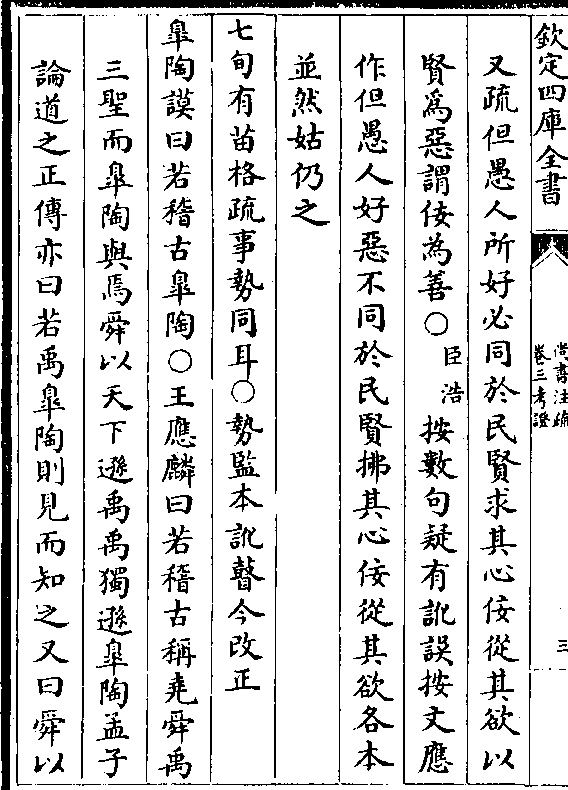 欽定四庫全書
尚書注疏
卷三考證
三
又疏但愚人所好必同於民賢求其心佞從其欲以
賢爲惡謂佞為善〇臣浩按數句疑有訛誤按文應
作但愚人好惡不同於民賢拂其心佞從其欲各本
並然姑仍之
七旬有苗格疏事勢同耳〇勢監本訛瞽今改正
臯陶謨曰若稽古臯陶〇王應麟曰若稽古稱堯舜禹
三聖而臯陶與焉舜以天下遜禹禹獨遜臯陶孟子
論道之正傳亦曰若禹臯陶則見而知之又曰舜以